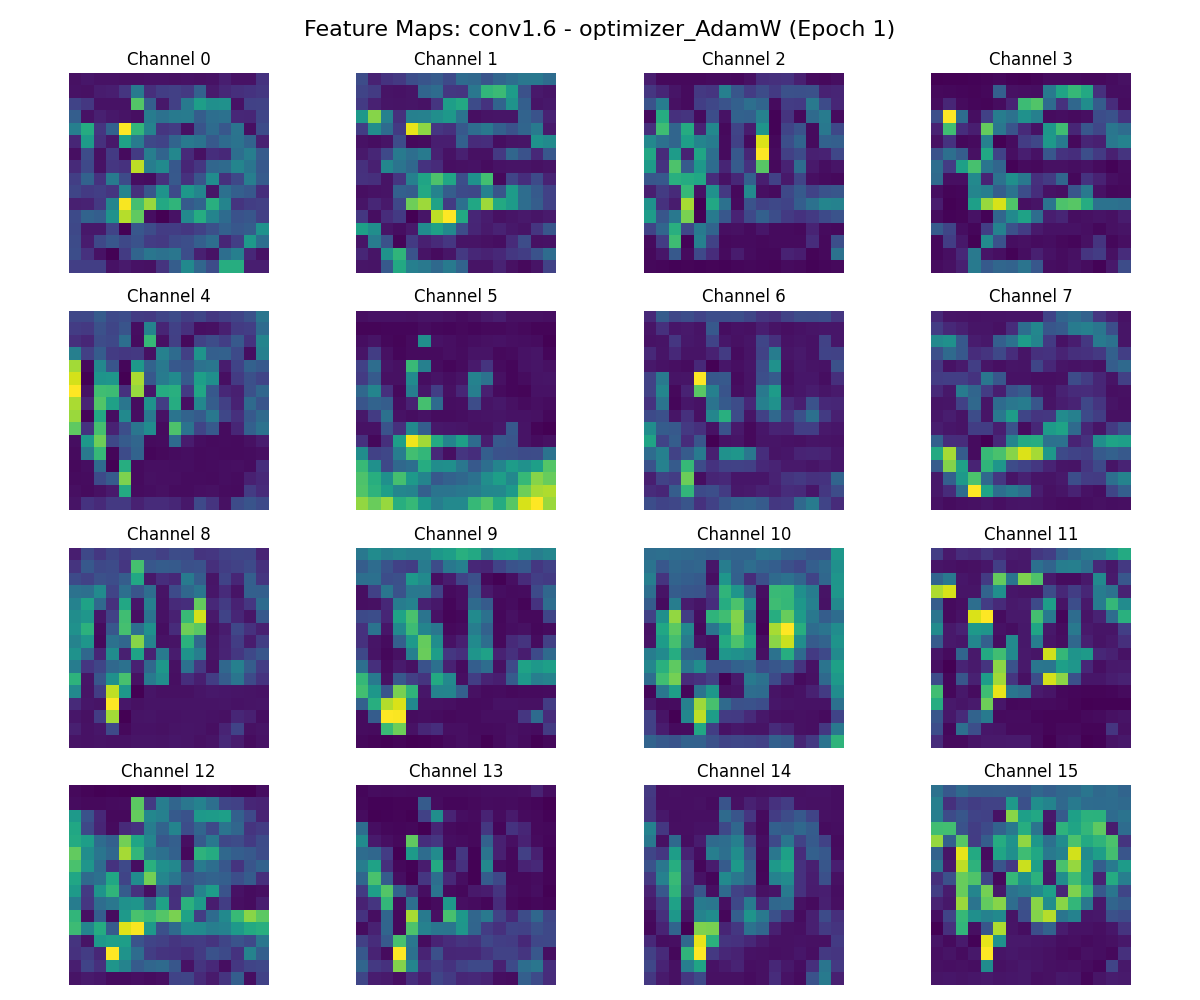 Feature Maps: conv1.6 - optimizer_AdamW (Epoch 1)
Channel 0 Channel 1 Channel 2 Channel 3
Channel 4 Channel 5 Channel 6 Channel 7
Channel 8 Channel 9 Channel 10 Channel 11
Channel 12 Channel 13 Channel 14 Channel 15